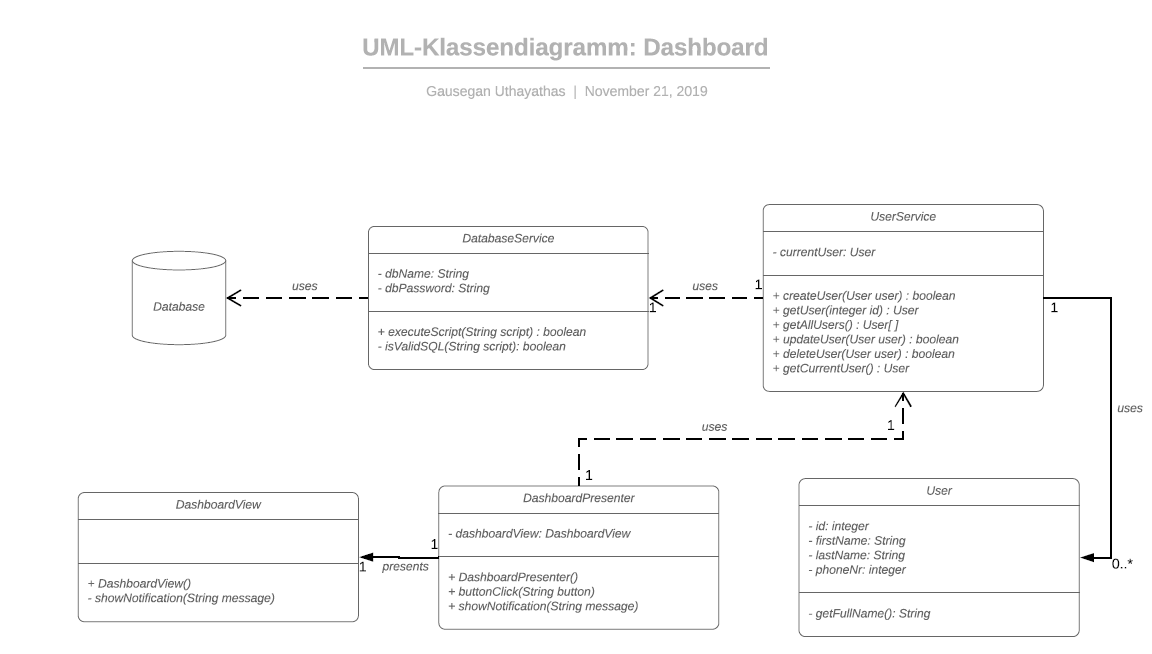 UML-Klassendiagramm: Dashboard
Gausegan Uthayathas | November 21, 2019
Database
uses
DatabaseService
- dbName: String
- dbPassword: String
+ executeScript(String script) : boolean
- isValidSQL(String script): boolean
uses
1
1
UserService
- currentUser: User
+ createUser(User user) : boolean
+ getUser(integer id) : User
+ getAllUsers() : User[ ]
+ updateUser(User user) : boolean
+ deleteUser(User user) : boolean
+ getCurrentUser() : User
1
uses
0..*
uses
1
1
DashboardView
+ DashboardView()
- showNotification(String message)
1
presents
1
DashboardPresenter
- dashboardView: DashboardView
+ DashboardPresenter()
+ buttonClick(String button)
+ showNotification(String message)
User
- id: integer
- firstName: String
- lastName: String
- phoneNr: integer
- getFullName(): String